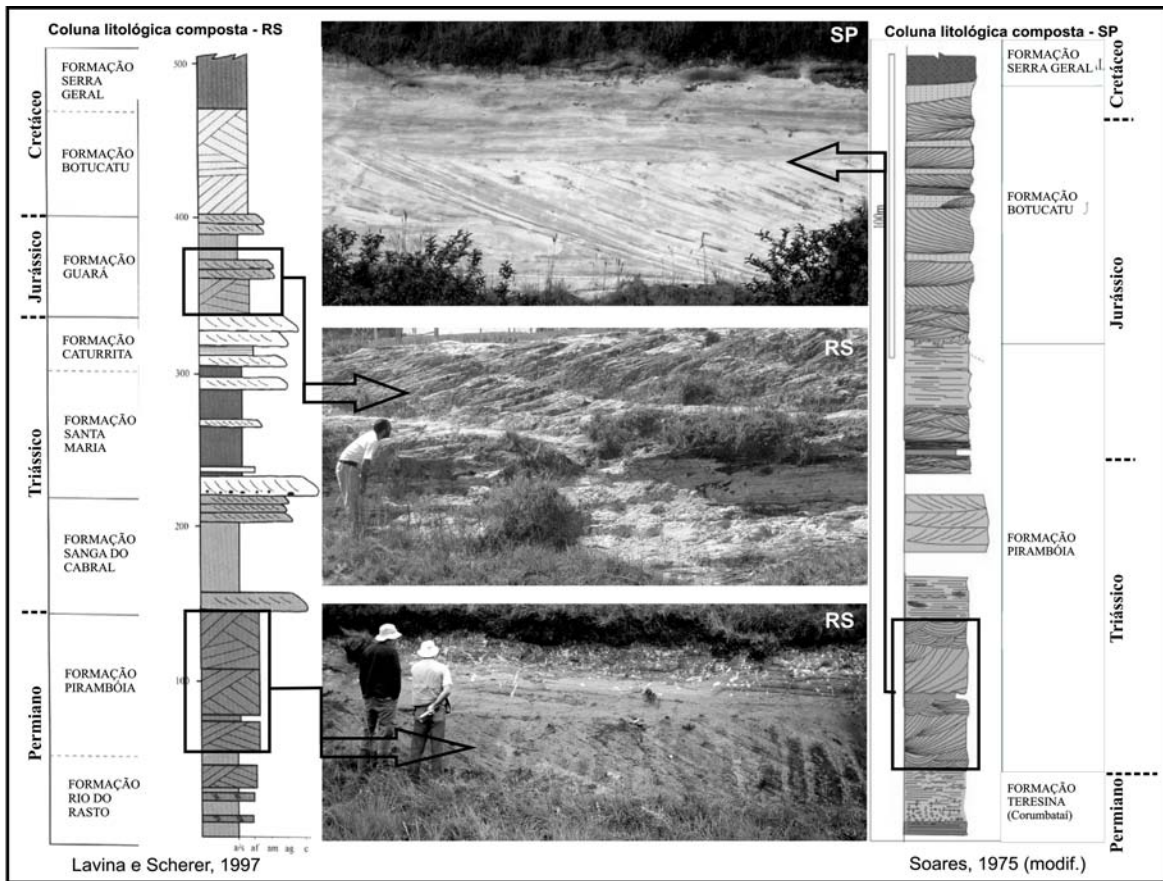 Coluna litológica composta - RS
FORMAÇÃO
SERRA
GERAL
FORMAÇÃO
BOTUCATU
FORMAÇÃO
GUARÁ
FORMAÇÃO
CATURRITA
FORMAÇÃO
SANTA
MARIA
FORMAÇÃO
SANGA DO
CABRAL
FORMAÇÃO
PIRAMBÓIA
FORMAÇÃO
RIO DO
RASTO
Cretáceo
Jurássico
Triássico
Permiano
500
400
300
200
100
a/s af am ag c
Lavina e Scherer, 1997
SP
RS
RS
Coluna litológica composta - SP
100m
FORMAÇÃO
SERRA GERAL
FORMAÇÃO
BOTUCATU J
FORMAÇÃO
PIRAMBÓIA
FORMAÇÃO
TERESINA
(Corumbataí)
Cretáceo
Jurássico
Triássico
Permiano
Soares, 1975 (modif.)